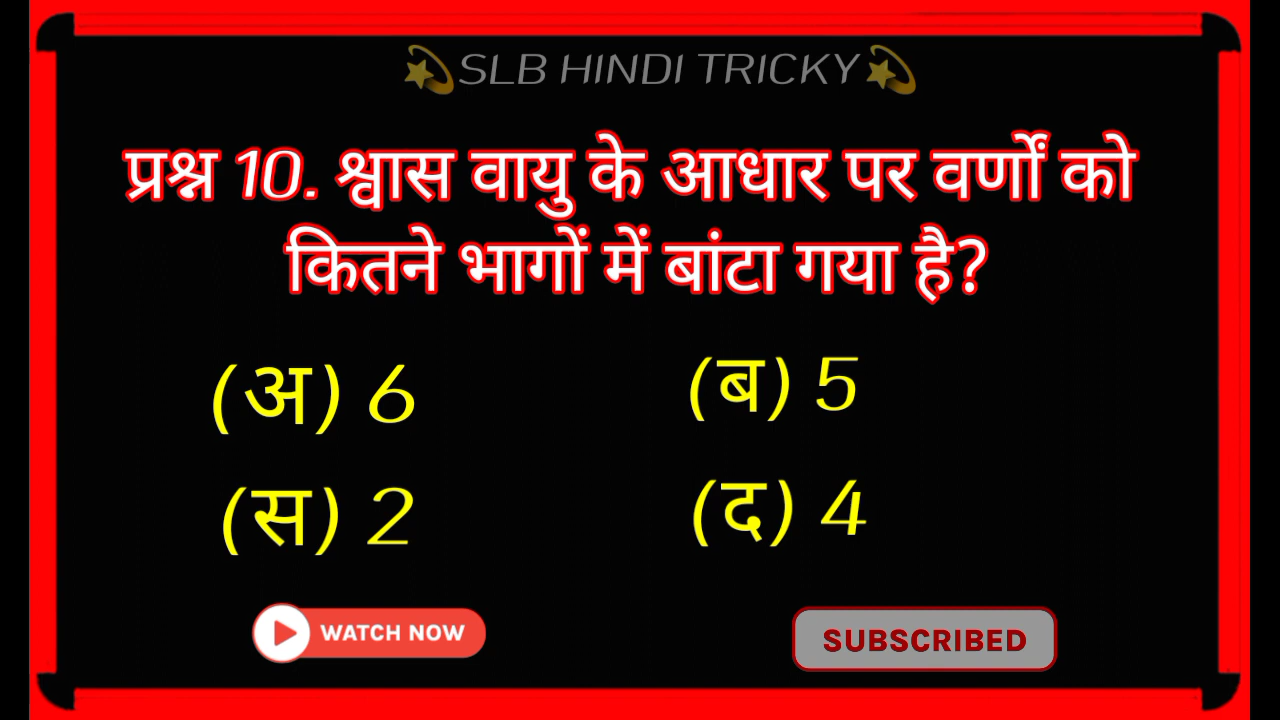 SLB HINDI TRICKY
प्रश्न 10. श्वास वायु के आधार पर वर्णों को
कितने भागों में बांटा गया है?
(अ) 6
(ब) 5
(स) 2
(द) 4
WATCH NOW
SUBSCRIBED